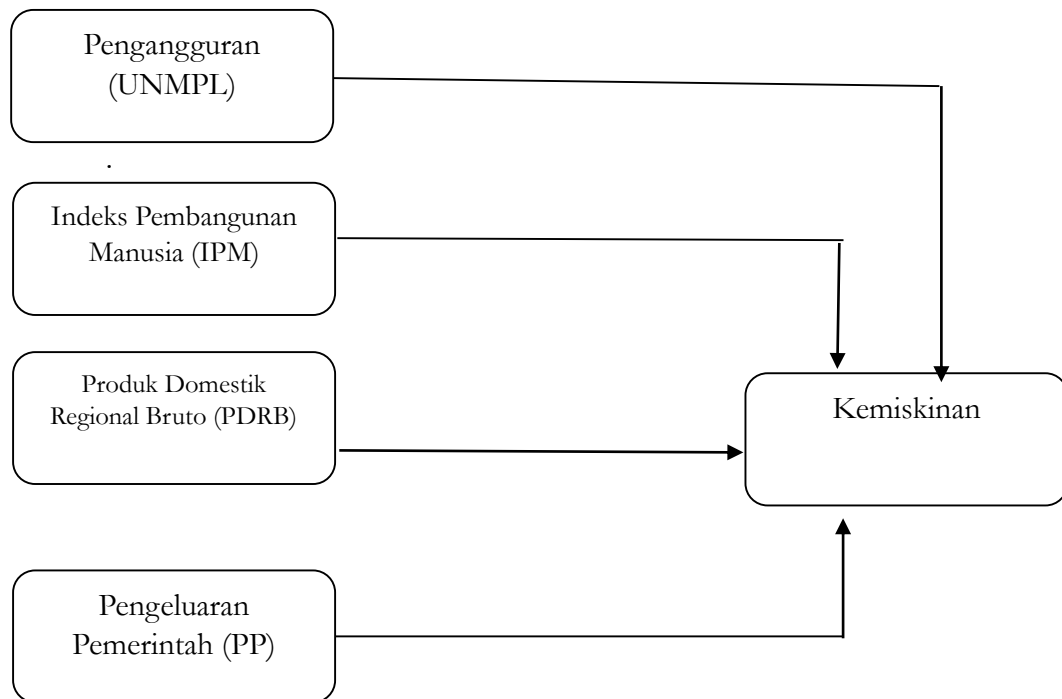 Pengangguran
(UNMPL)
.
Indeks Pembangunan
Manusia (IPM)
Produk Domestik
Regional Bruto (PDRB)
Kemiskinan
Pengeluaran
Pemerintah (PP)